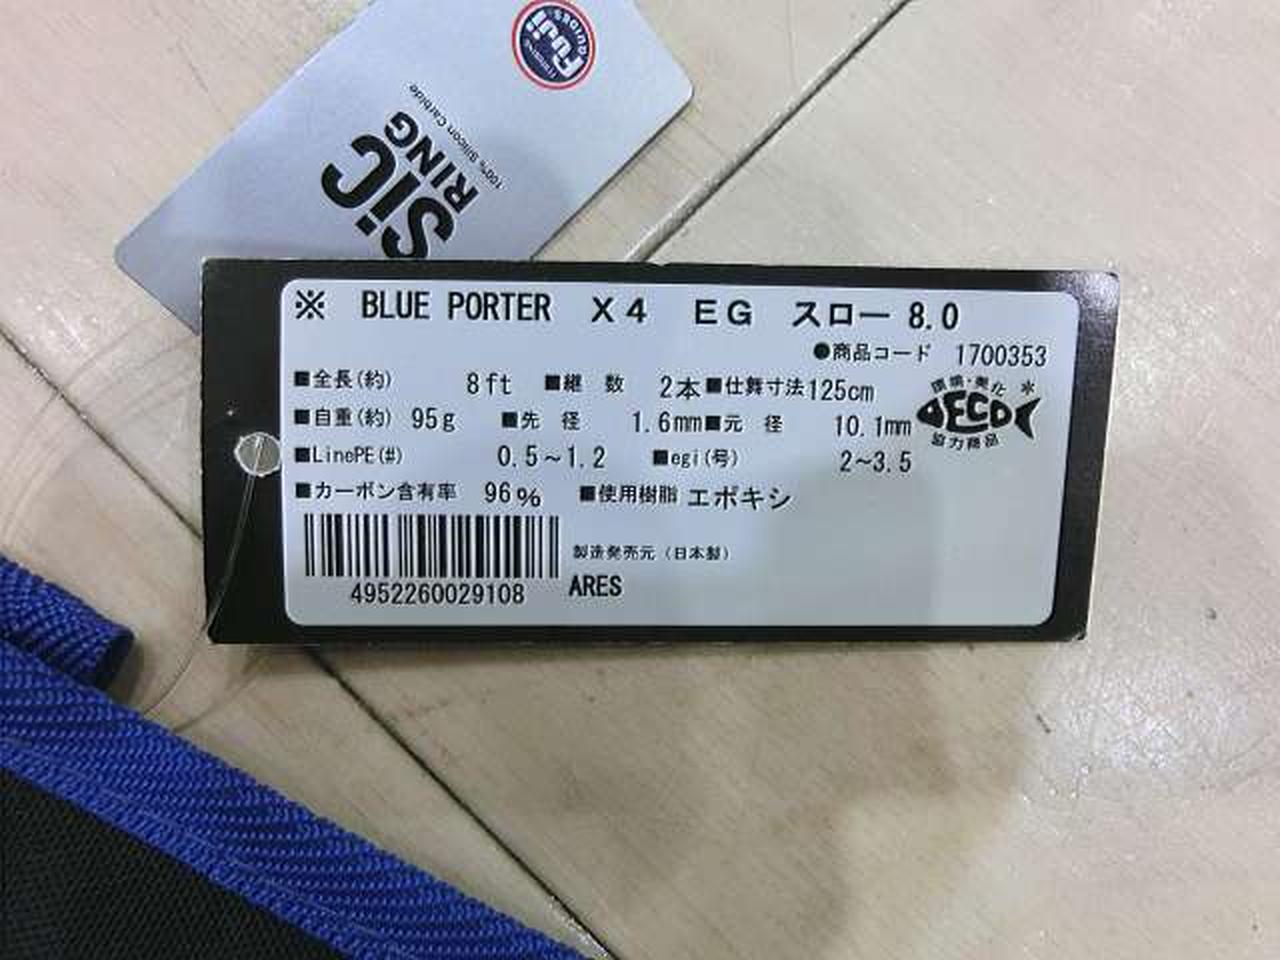 Fuji
GUIDES
SiC
RING
100% Silicon Carbide
※ BLUE PORTER X4 EG スロー 8.0
●商品コード 1700353
■全長(約) 8ft ■継 数 2本 ■仕舞寸法 125cm
■自重(約) 95g ■先 径 1.6mm ■元 径 10.1mm
■LinePE(#) 0.5~1.2 ■egi(号) 2~3.5
■カーボン含有率 96% ■使用樹脂 エポキシ
環境・美化
ECO
協力商品
製造発売元 (日本製)
ARES
4952260029108